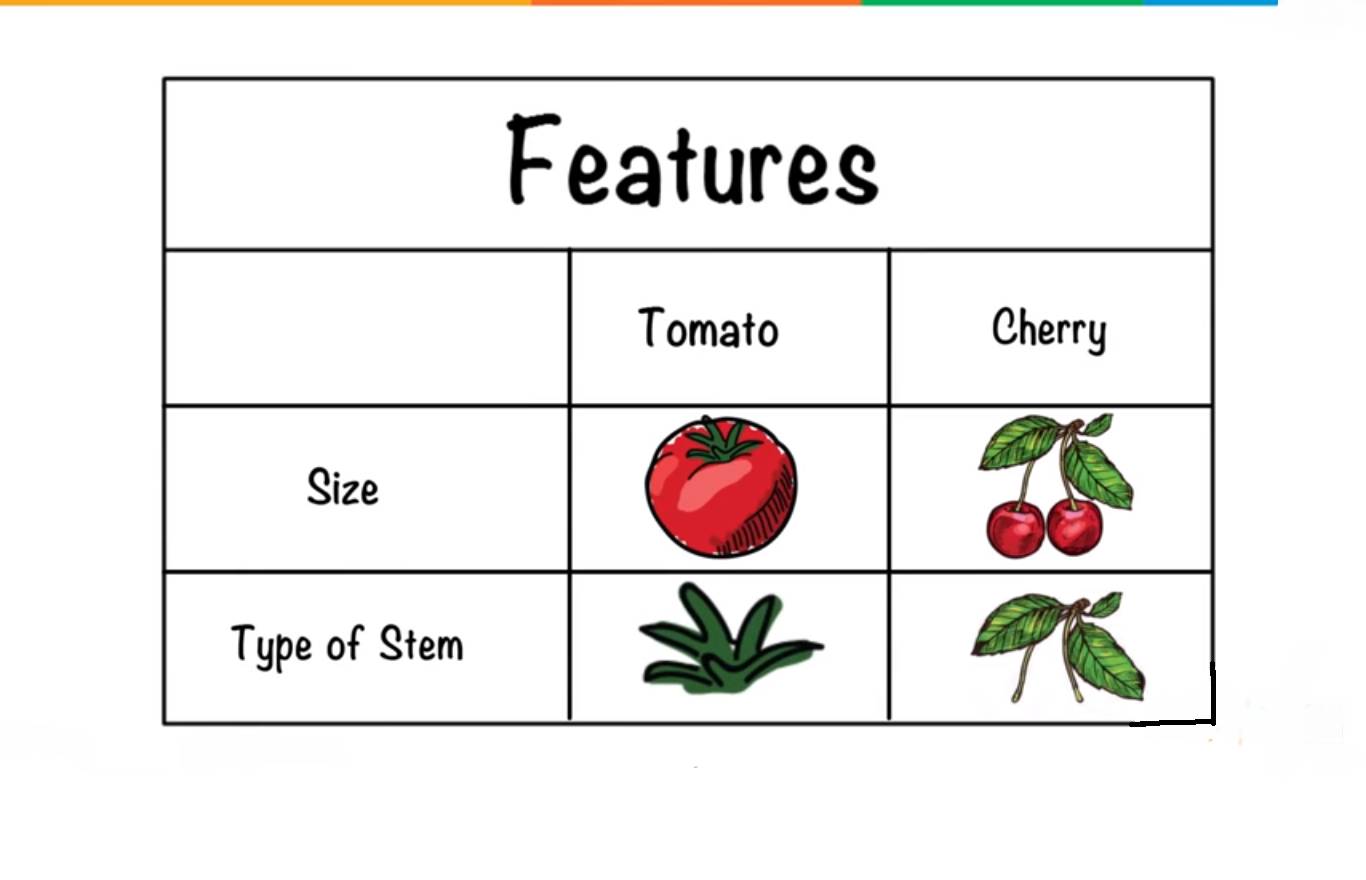 Features
Tomato Cherry
Size
Type of Stem